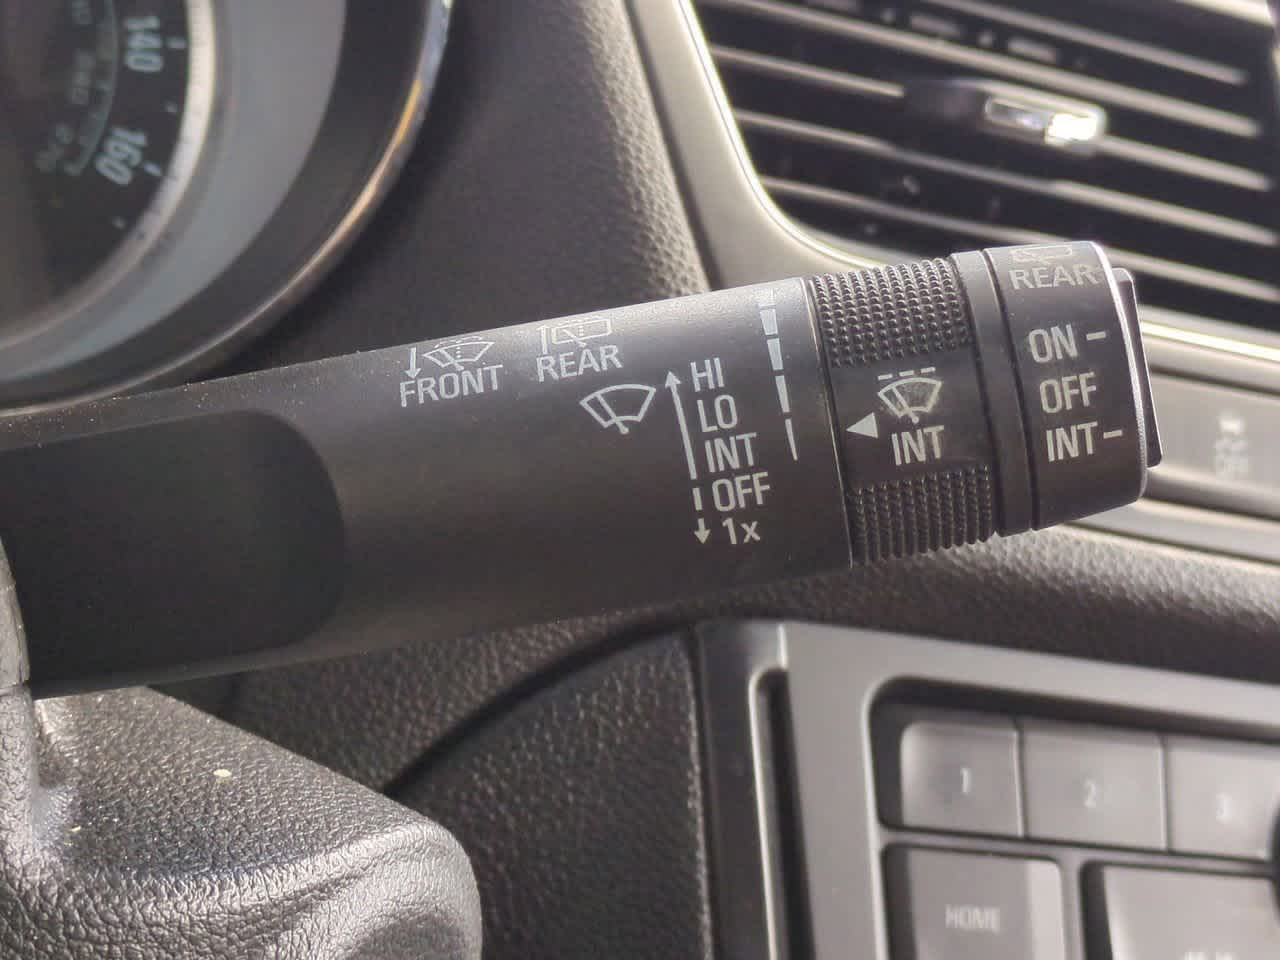 140
160
FRONT
REAR
HI
LO
INT
OFF
1x
INT
REAR
ON -
OFF
INT -
1
2
3
HOME